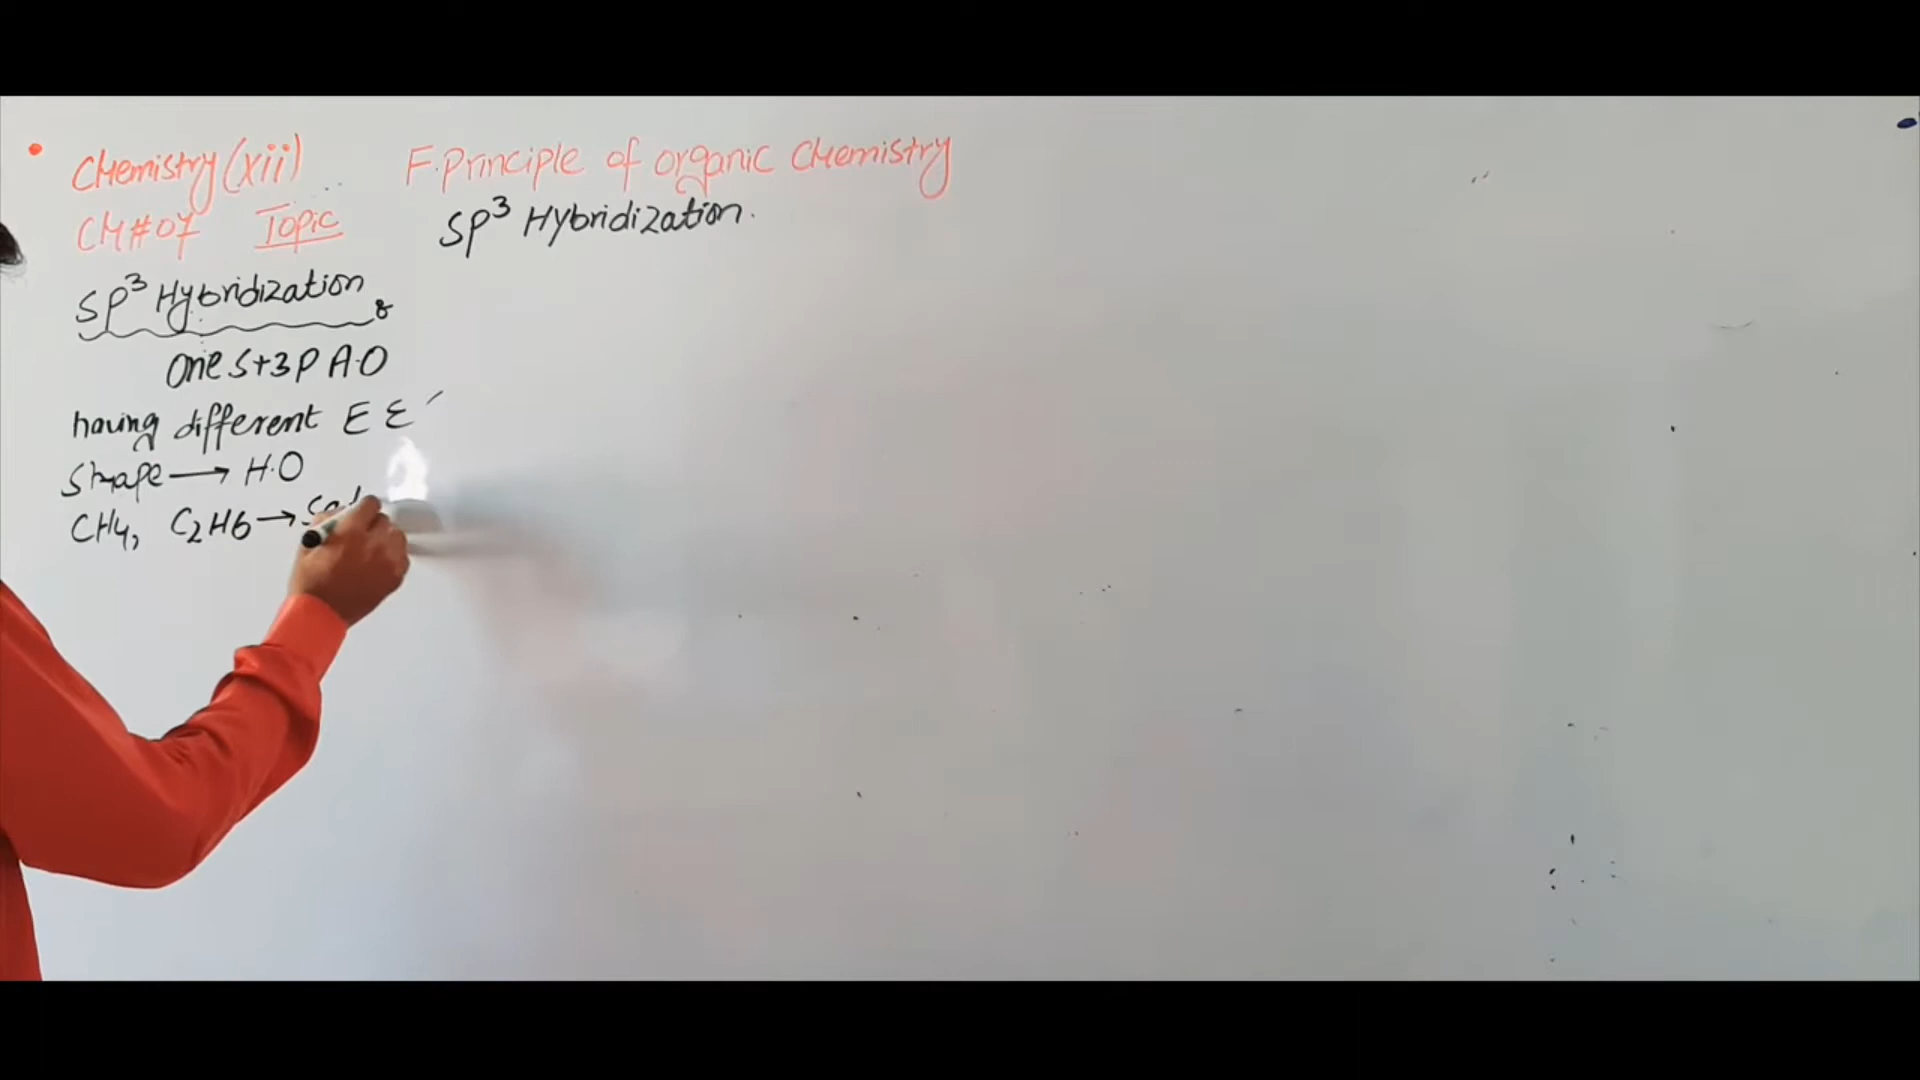 Chemistry (xii) F.principle of organic Chemistry
CH#07 Topic SP³ Hybridization.
SP³ Hybridization
One S+3P A.O
having different E &
Shape → H.O
CH4, C2H6 →